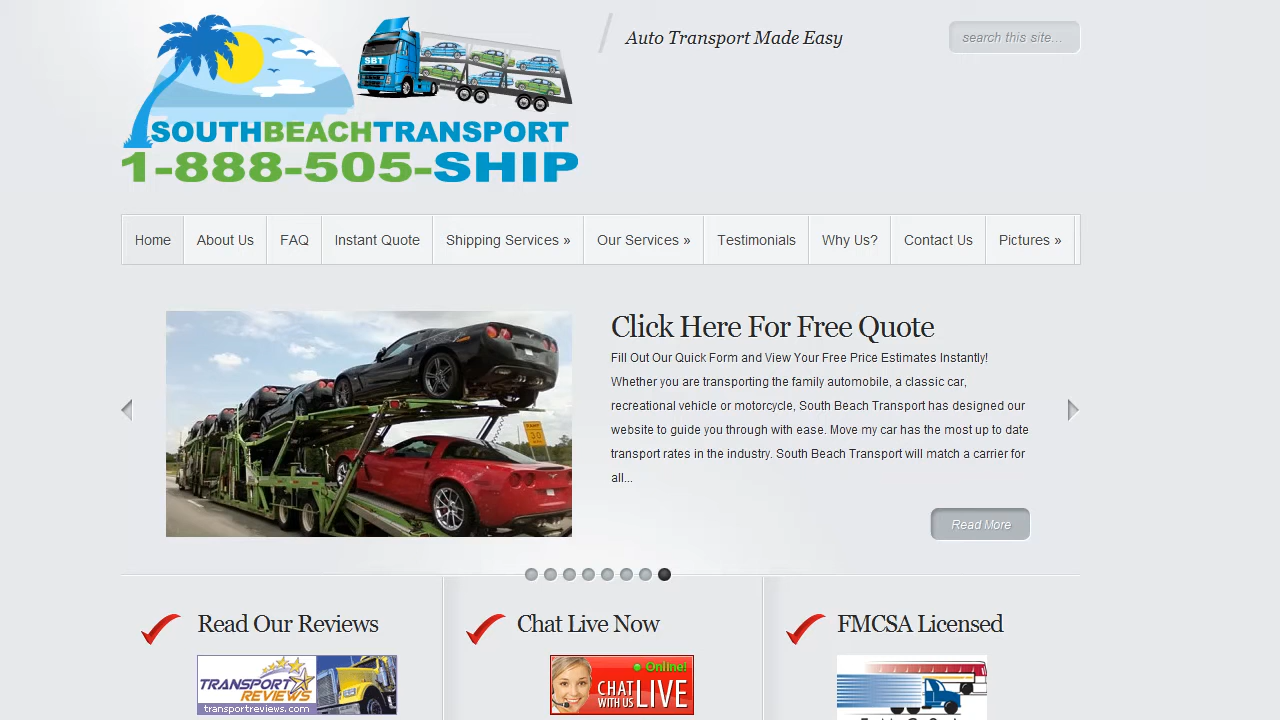 SBT
SOUTHBEACHTRANSPORT
1-888-505-SHIP
Auto Transport Made Easy
search this site...
Home
About Us
FAQ
Instant Quote
Shipping Services »
Our Services »
Testimonials
Why Us?
Contact Us
Pictures »
Click Here For Free Quote
Fill Out Our Quick Form and View Your Free Price Estimates Instantly!
Whether you are transporting the family automobile, a classic car,
recreational vehicle or motorcycle, South Beach Transport has designed our
website to guide you through with ease. Move my car has the most up to date
transport rates in the industry. South Beach Transport will match a carrier for
all...
RAMP
30
Read More
Read Our Reviews
Chat Live Now
FMCSA Licensed
TRANSPORT
REVIEWS
transportreviews.com
Online!
CHAT
WITH US
LIVE